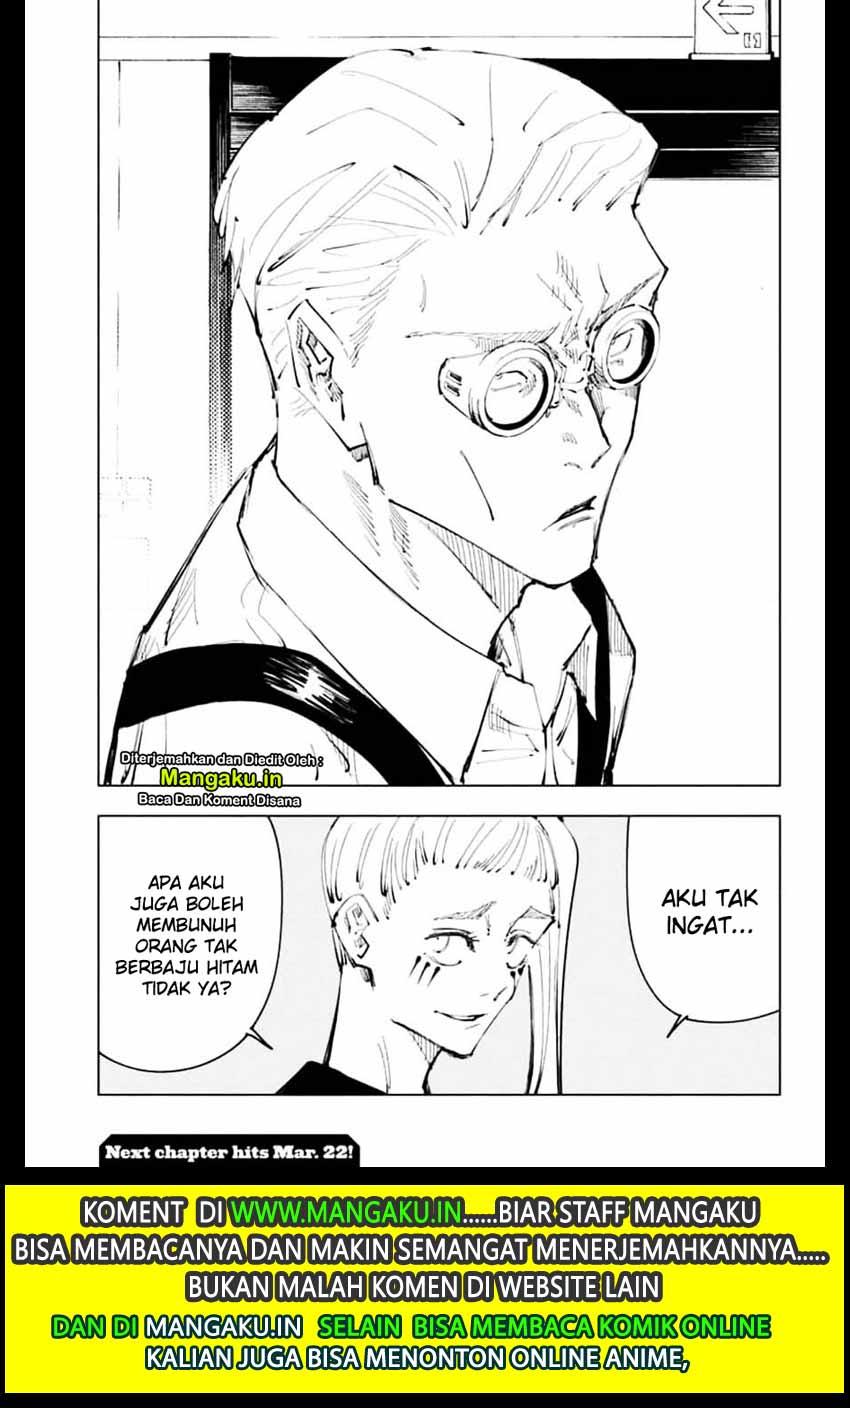 Diterjemahkan dan Diedit Oleh :
Mangaku.in
Baca Dan Koment Disana
AKU TAK
INGAT...
APA AKU
JUGA BOLEH
MEMBUNUH
ORANG TAK
BERBAJU HITAM
TIDAK YA?
Next chapter hits Mar. 22!
KOMENT DI WWW.MANGAKU.IN......BIAR STAFF MANGAKU
BISA MEMBACANYA DAN MAKIN SEMANGAT MENERJEMAHKANNYA.....
BUKAN MALAH KOMEN DI WEBSITE LAIN
DAN DI MANGAKU.IN SELAIN BISA MEMBACA KOMIK ONLINE
KALIAN JUGA BISA MENONTON ONLINE ANIME,